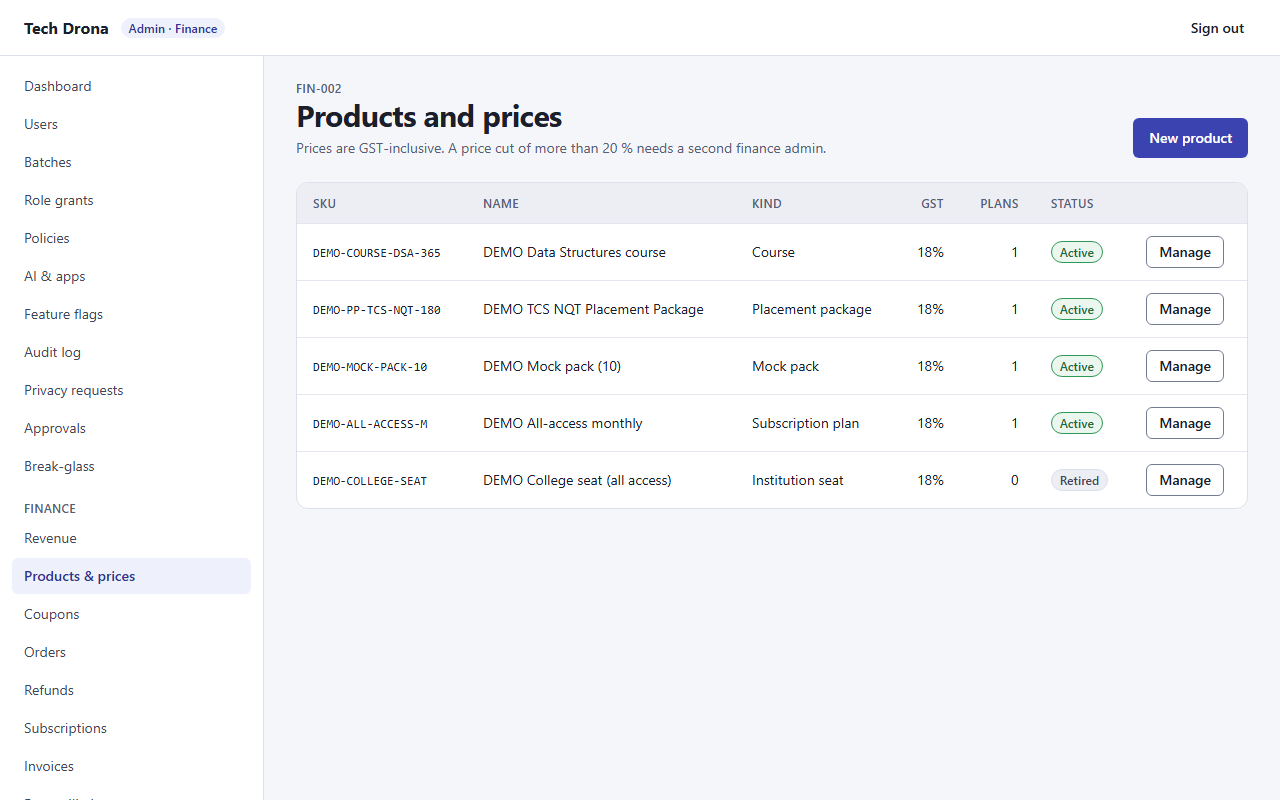 Tech Drona
Admin · Finance
Sign out
Dashboard
Users
Batches
Role grants
Policies
AI & apps
Feature flags
Audit log
Privacy requests
Approvals
Break-glass
FINANCE
Revenue
Products & prices
Coupons
Orders
Refunds
Subscriptions
Invoices
FIN-002
Products and prices
Prices are GST-inclusive. A price cut of more than 20 % needs a second finance admin.
New product
SKU NAME KIND GST PLANS STATUS
DEMO-COURSE-DSA-365 DEMO Data Structures course Course 18% 1 Active Manage
DEMO-PP-TCS-NQT-180 DEMO TCS NQT Placement Package Placement package 18% 1 Active Manage
DEMO-MOCK-PACK-10 DEMO Mock pack (10) Mock pack 18% 1 Active Manage
DEMO-ALL-ACCESS-M DEMO All-access monthly Subscription plan 18% 1 Active Manage
DEMO-COLLEGE-SEAT DEMO College seat (all access) Institution seat 18% 0 Retired Manage